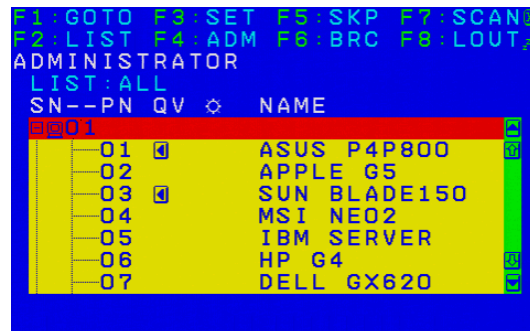 F1:GOTO F3:SET F5:SKP F7:SCAN
F2:LIST F4:ADM F6:BRC F8:LOUT
ADMINISTRATOR
LIST:ALL
SN--PN QV ☼ NAME
01
01 ASUS P4P800
02 APPLE G5
03 SUN BLADE150
04 MSI NEO2
05 IBM SERVER
06 HP G4
07 DELL GX620